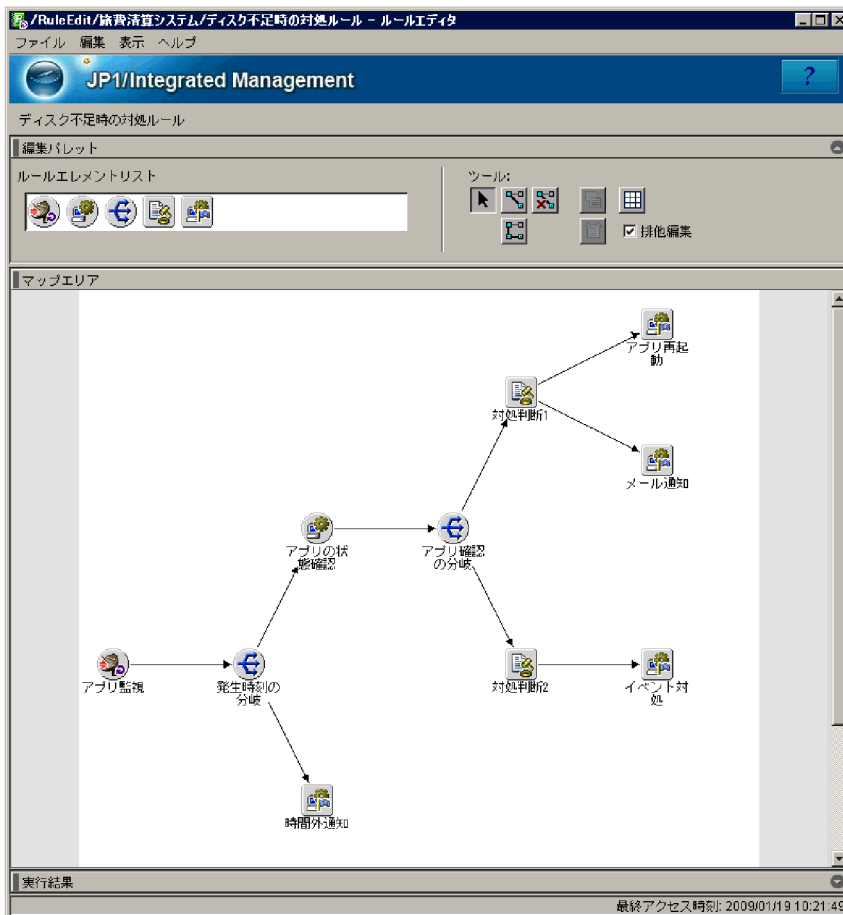 /RuleEdit/旅費清算システム/ディスク不足時の対処ルール - ルールエディタ
ファイル 編集 表示 ヘルプ
JP1/Integrated Management
?
ディスク不足時の対処ルール
編集パレット
ルールエレメントリスト
ツール:
排他編集
マップエリア
アプリ再起
動
対処判断1
メール通知
アプリの状
態確認
アプリ確認
の分岐
アプリ監視
発生時刻の
分岐
対処判断2
イベント対
処
時間外通知
実行結果
最終アクセス時刻: 2009/01/19 10:21:49